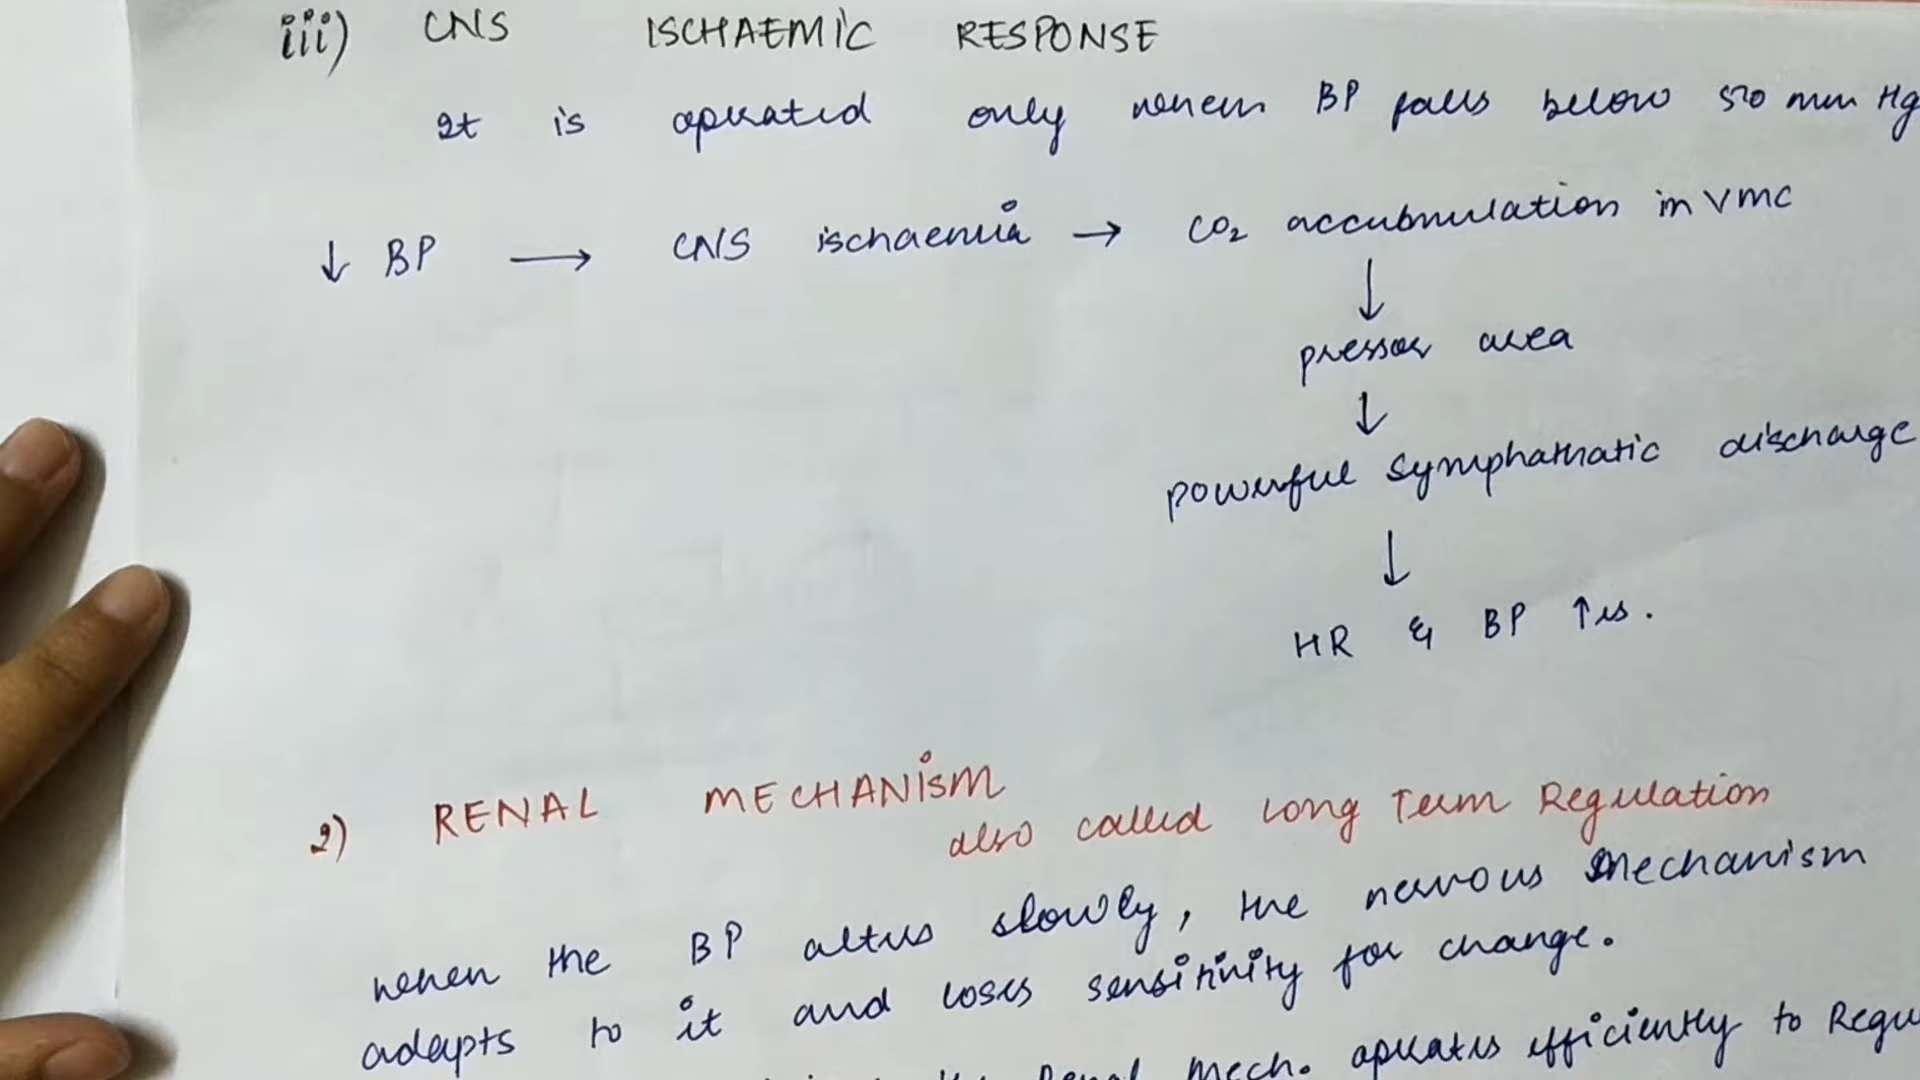 iii) CNS ISCHAEMIC RESPONSE
It is operated only when BP falls below 50 mm Hg
↓ BP → CNS ischaemia → CO2 accubmulation in VMC
↓
pressor area
↓
powerful symphathatic discharge
↓
HR & BP ↑es.
2) RENAL MECHANISM
also called Long Term Regulation
when the BP alters slowly, the nervous Mechanism
adapts to it and loses sensitivity for change.
Renal Mech. operates efficiently to Regu